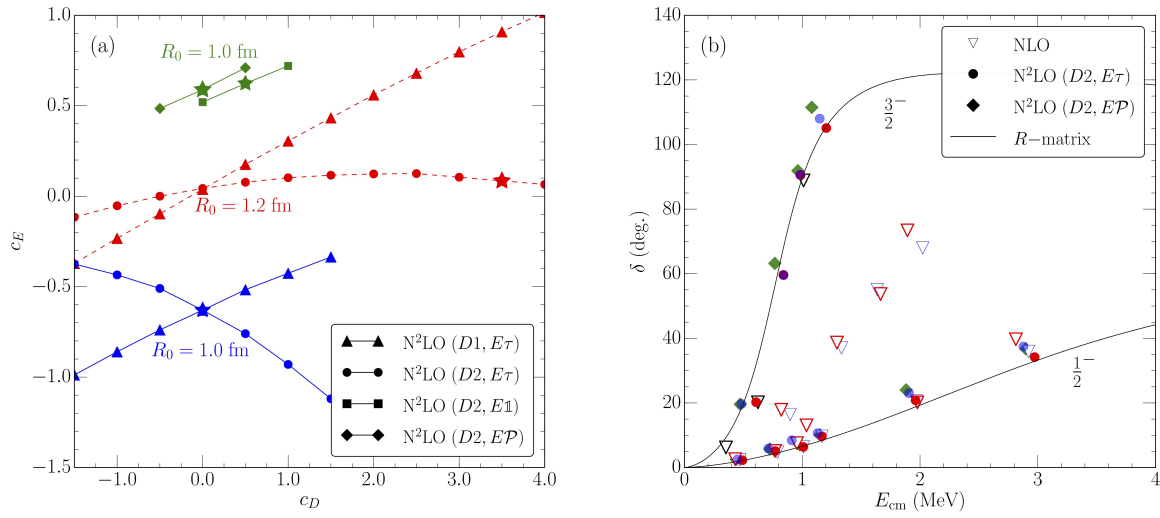 (a)
R₀ = 1.0 fm
R₀ = 1.2 fm
R₀ = 1.0 fm
N²LO (D1, Eτ)
N²LO (D2, Eτ)
N²LO (D2, E𝟙)
N²LO (D2, E𝒫)
1.0
0.5
0.0
−0.5
−1.0
−1.5
c_E
−1.0
0.0
1.0
2.0
3.0
4.0
c_D
(b)
NLO
N²LO (D2, Eτ)
N²LO (D2, E𝒫)
R−matrix
3/2⁻
1/2⁻
140
120
100
80
60
40
20
0
δ (deg.)
0
1
2
3
4
E_cm (MeV)